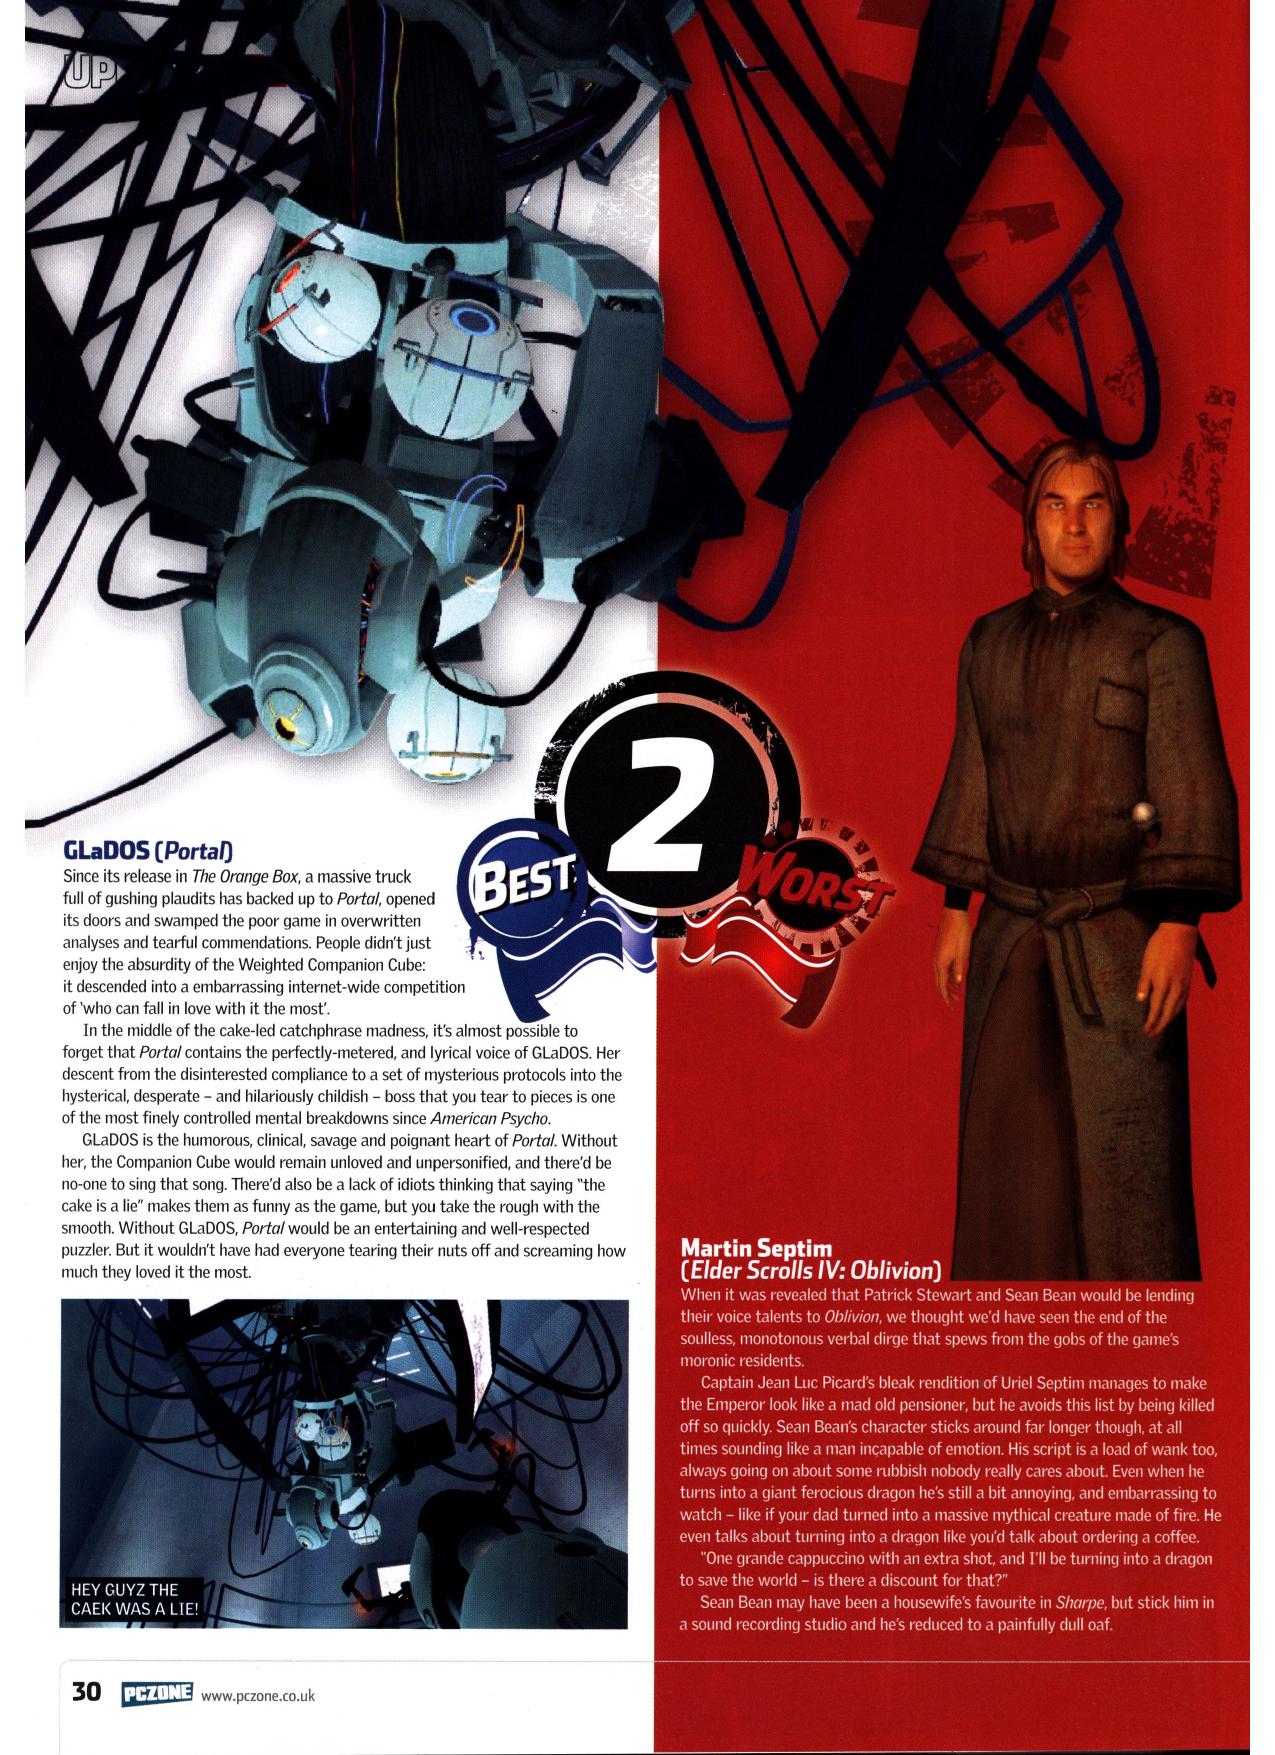 UP
2
BEST
WORST
GLaDOS (Portal)
Since its release in The Orange Box, a massive truck
full of gushing plaudits has backed up to Portal, opened
its doors and swamped the poor game in overwritten
analyses and tearful commendations. People didn't just
enjoy the absurdity of the Weighted Companion Cube:
it descended into a embarrassing internet-wide competition
of 'who can fall in love with it the most'.
In the middle of the cake-led catchphrase madness, it's almost possible to
forget that Portal contains the perfectly-metered, and lyrical voice of GLaDOS. Her
descent from the disinterested compliance to a set of mysterious protocols into the
hysterical, desperate – and hilariously childish – boss that you tear to pieces is one
of the most finely controlled mental breakdowns since American Psycho.
GLaDOS is the humorous, clinical, savage and poignant heart of Portal. Without
her, the Companion Cube would remain unloved and unpersonified, and there'd be
no-one to sing that song. There'd also be a lack of idiots thinking that saying "the
cake is a lie" makes them as funny as the game, but you take the rough with the
smooth. Without GLaDOS, Portal would be an entertaining and well-respected
puzzler. But it wouldn't have had everyone tearing their nuts off and screaming how
much they loved it the most.
HEY GUYZ THE
CAEK WAS A LIE!
Martin Septim
(Elder Scrolls IV: Oblivion)
When it was revealed that Patrick Stewart and Sean Bean would be lending
their voice talents to Oblivion, we thought we'd have seen the end of the
soulless, monotonous verbal dirge that spews from the gobs of the game's
moronic residents.
Captain Jean Luc Picard's bleak rendition of Uriel Septim manages to make
the Emperor look like a mad old pensioner, but he avoids this list by being killed
off so quickly. Sean Bean's character sticks around far longer though, at all
times sounding like a man incapable of emotion. His script is a load of wank too,
always going on about some rubbish nobody really cares about. Even when he
turns into a giant ferocious dragon he's still a bit annoying, and embarrassing to
watch – like if your dad turned into a massive mythical creature made of fire. He
even talks about turning into a dragon like you'd talk about ordering a coffee.
"One grande cappuccino with an extra shot, and I'll be turning into a dragon
to save the world – is there a discount for that?"
Sean Bean may have been a housewife's favourite in Sharpe, but stick him in
a sound recording studio and he's reduced to a painfully dull oaf.
30 PCZONE www.pczone.co.uk